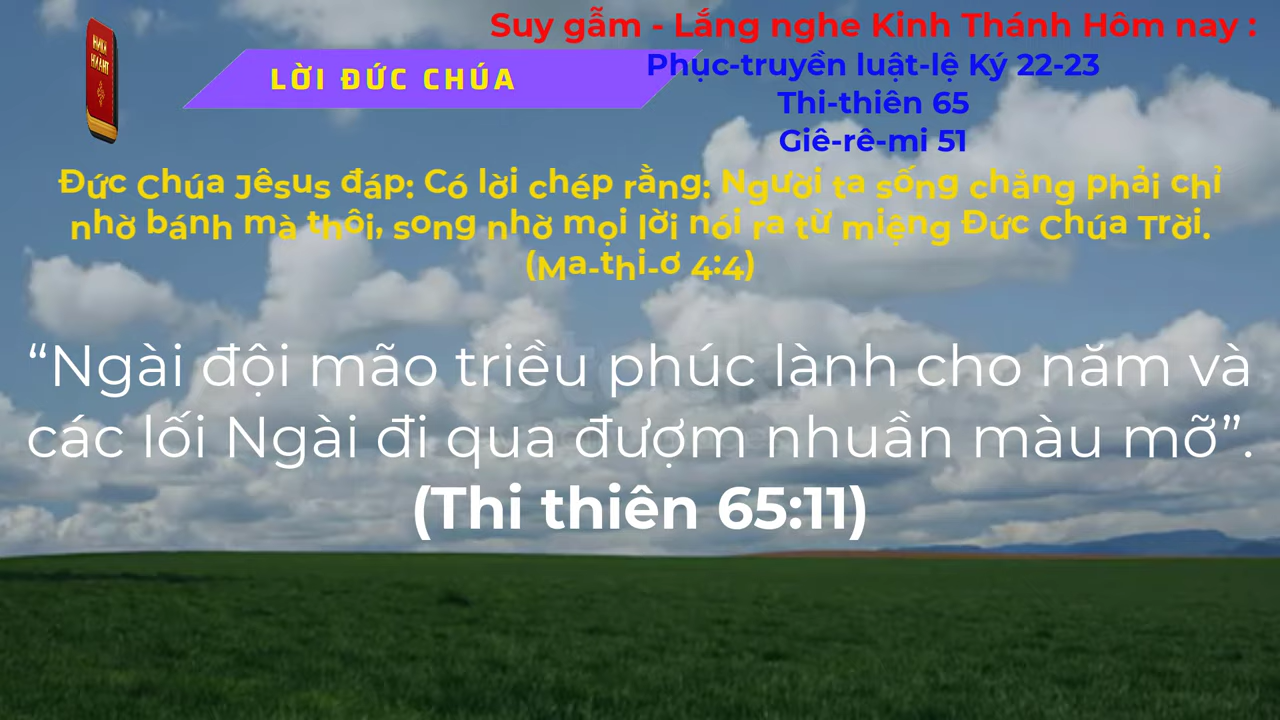 Suy gẫm - Lắng nghe Kinh Thánh Hôm nay :
LỜI ĐỨC CHÚA
Phục-truyền luật-lệ Ký 22-23
Thi-thiên 65
Giê-rê-mi 51
Đức Chúa Jêsus đáp: Có lời chép rằng: Người ta sống chẳng phải chỉ
nhờ bánh mà thôi, song nhờ mọi lời nói ra từ miệng Đức Chúa Trời.
(Ma-thi-ơ 4:4)
“Ngài đội mão triều phúc lành cho năm và
các lối Ngài đi qua đượm nhuần màu mỡ”.
(Thi thiên 65:11)